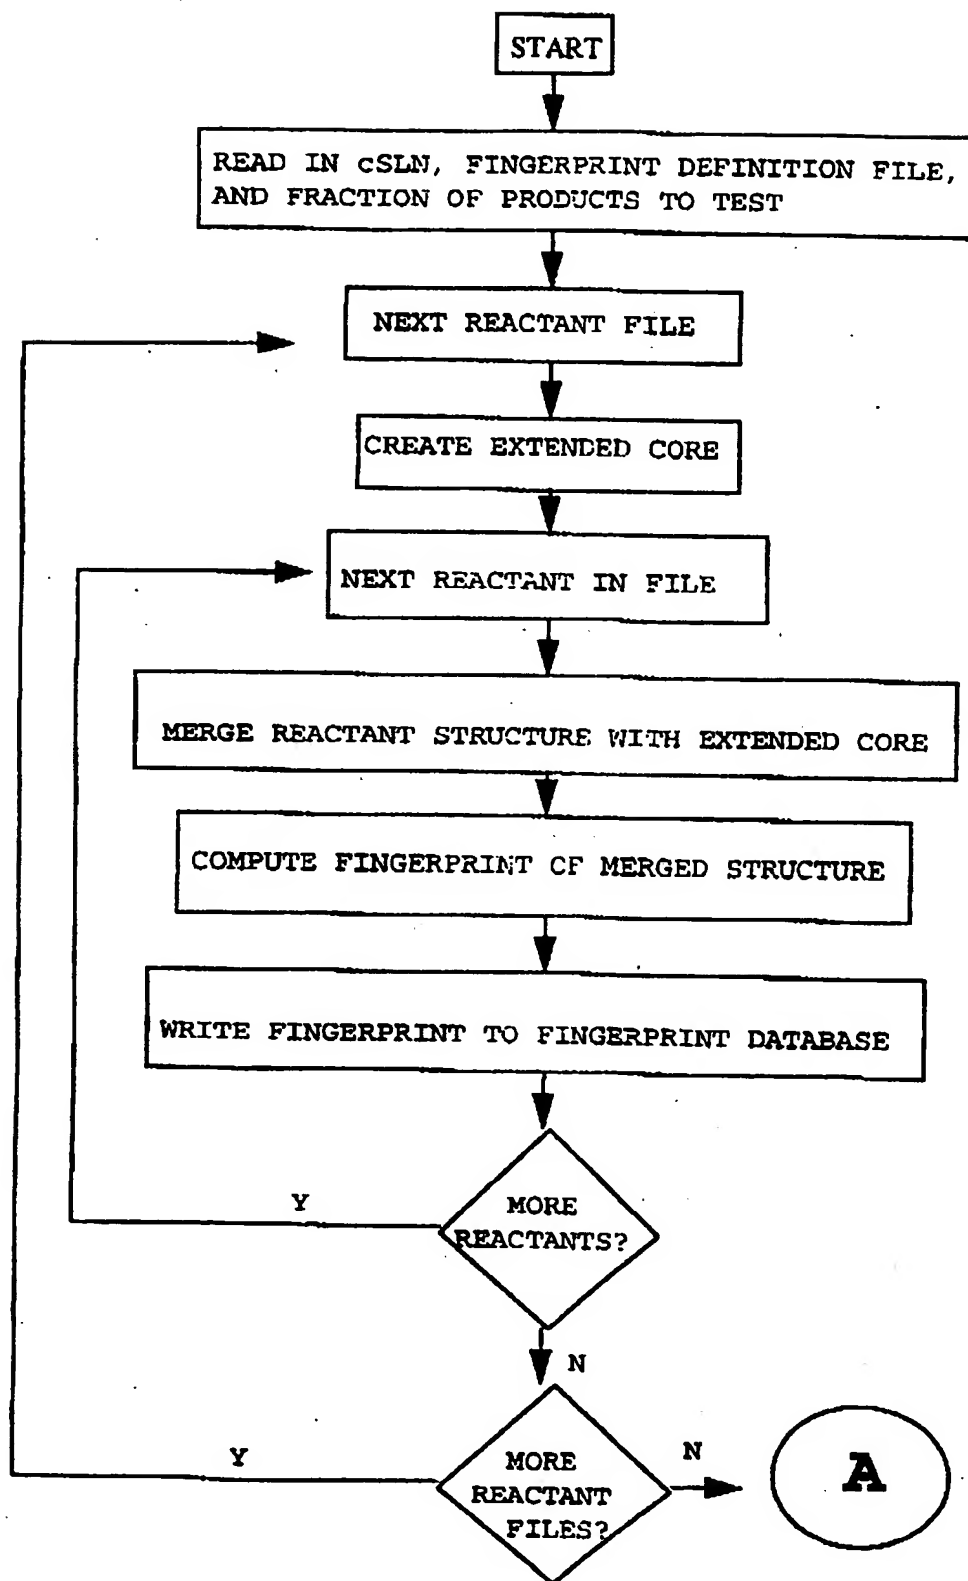 START
READ IN cSLN, FINGERPRINT DEFINITION FILE,
AND FRACTION OF PRODUCTS TO TEST
NEXT REACTANT FILE
CREATE EXTENDED CORE
NEXT REACTANT IN FILE
MERGE REACTANT STRUCTURE WITH EXTENDED CORE
COMPUTE FINGERPRINT OF MERGED STRUCTURE
WRITE FINGERPRINT TO FINGERPRINT DATABASE
Y
MORE
REACTANTS?
N
Y
MORE
REACTANT
FILES?
N
A